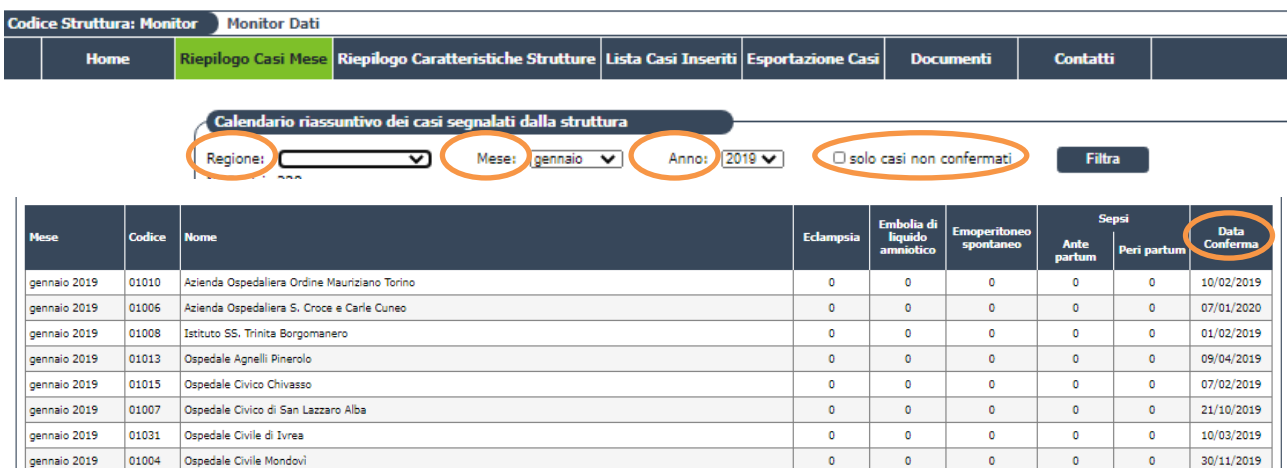 Codice Struttura: Monitor Monitor Dati
Home Riepilogo Casi Mese Riepilogo Caratteristiche Strutture Lista Casi Inseriti Esportazione Casi Documenti Contatti
Calendario riassuntivo dei casi segnalati dalla struttura
Regione: Mese: gennaio Anno: 2019 solo casi non confermati Filtra
Mese Codice Nome Eclampsia Embolia di liquido amniotico Emoperitoneo spontaneo Sepsi Ante partum Peri partum Data Conferma
gennaio 2019 01010 Azienda Ospedaliera Ordine Mauriziano Torino 0 0 0 0 0 10/02/2019
gennaio 2019 01006 Azienda Ospedaliera S. Croce e Carle Cuneo 0 0 0 0 0 07/01/2020
gennaio 2019 01008 Istituto SS. Trinita Borgomanero 0 0 0 0 0 01/02/2019
gennaio 2019 01013 Ospedale Agnelli Pinerolo 0 0 0 0 0 09/04/2019
gennaio 2019 01015 Ospedale Civico Chivasso 0 0 0 0 0 07/02/2019
gennaio 2019 01007 Ospedale Civico di San Lazzaro Alba 0 0 0 0 0 21/10/2019
gennaio 2019 01031 Ospedale Civile di Ivrea 0 0 0 0 0 10/03/2019
gennaio 2019 01004 Ospedale Civile Mondovì 0 0 0 0 0 30/11/2019